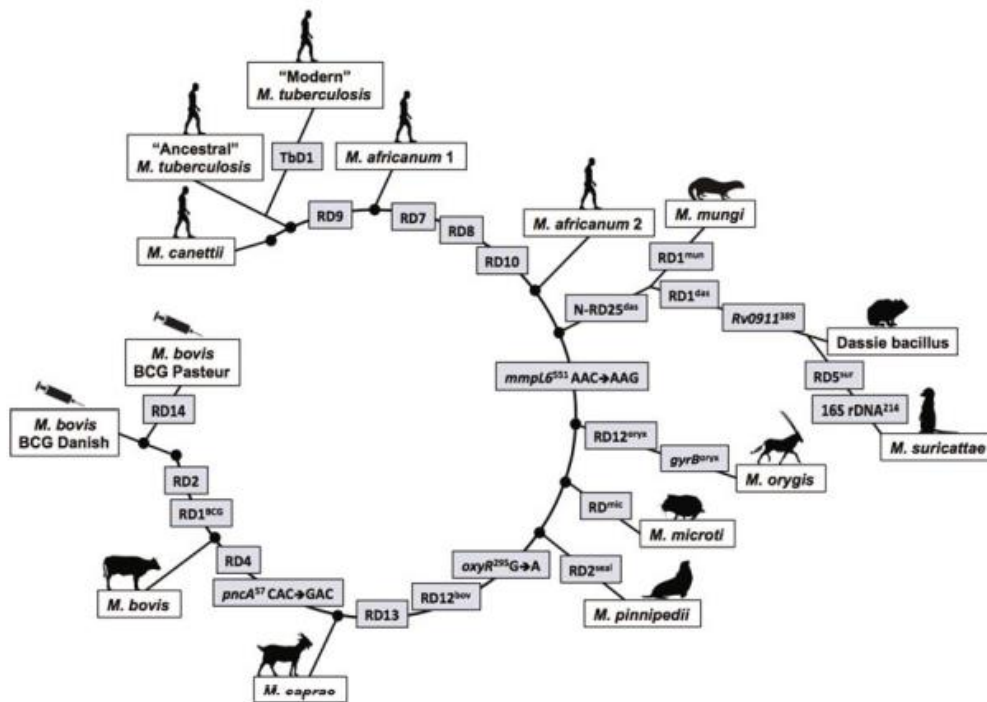 "Modern"
M. tuberculosis
"Ancestral"
M. tuberculosis
TbD1
M. africanum 1
M. canettii
RD9
RD7
RD8
RD10
M. africanum 2
M. mungi
RD1mun
N-RD25das
RD1das
Rv0911389
Dassie bacillus
RD5sur
16S rDNA214
M. suricattae
mmpL6551 AAC➔AAG
RD12oryx
gyrBoryx
M. orygis
RDmic
M. microti
RD2seal
M. pinnipedii
oxyR295G➔A
RD12bov
RD13
M. caprae
pncA57 CAC➔GAC
RD4
M. bovis
RD1BCG
RD2
M. bovis
BCG Pasteur
RD14
M. bovis
BCG Danish